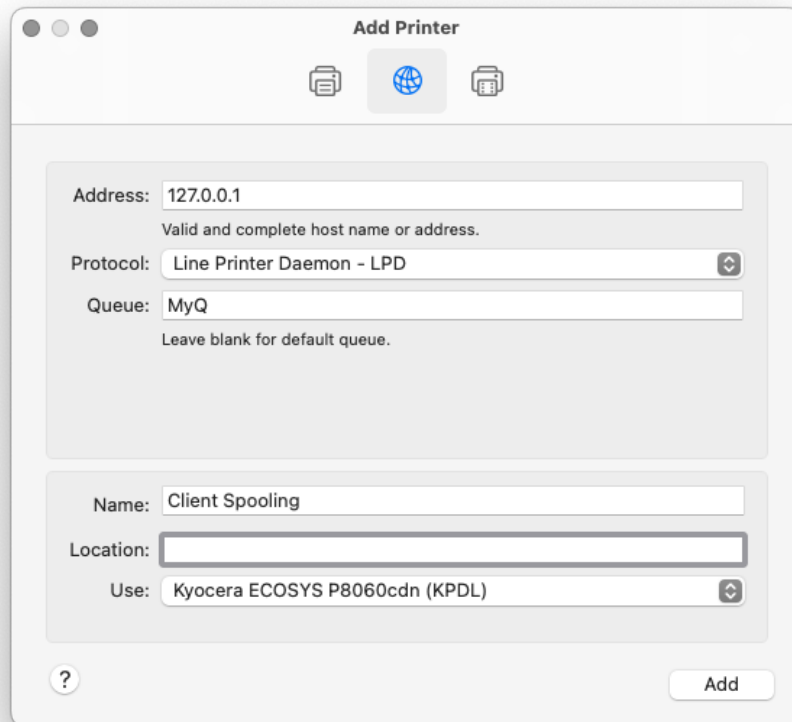 Add Printer
Address: 127.0.0.1
Valid and complete host name or address.
Protocol: Line Printer Daemon - LPD
Queue: MyQ
Leave blank for default queue.
Name: Client Spooling
Location:
Use: Kyocera ECOSYS P8060cdn (KPDL)
? Add